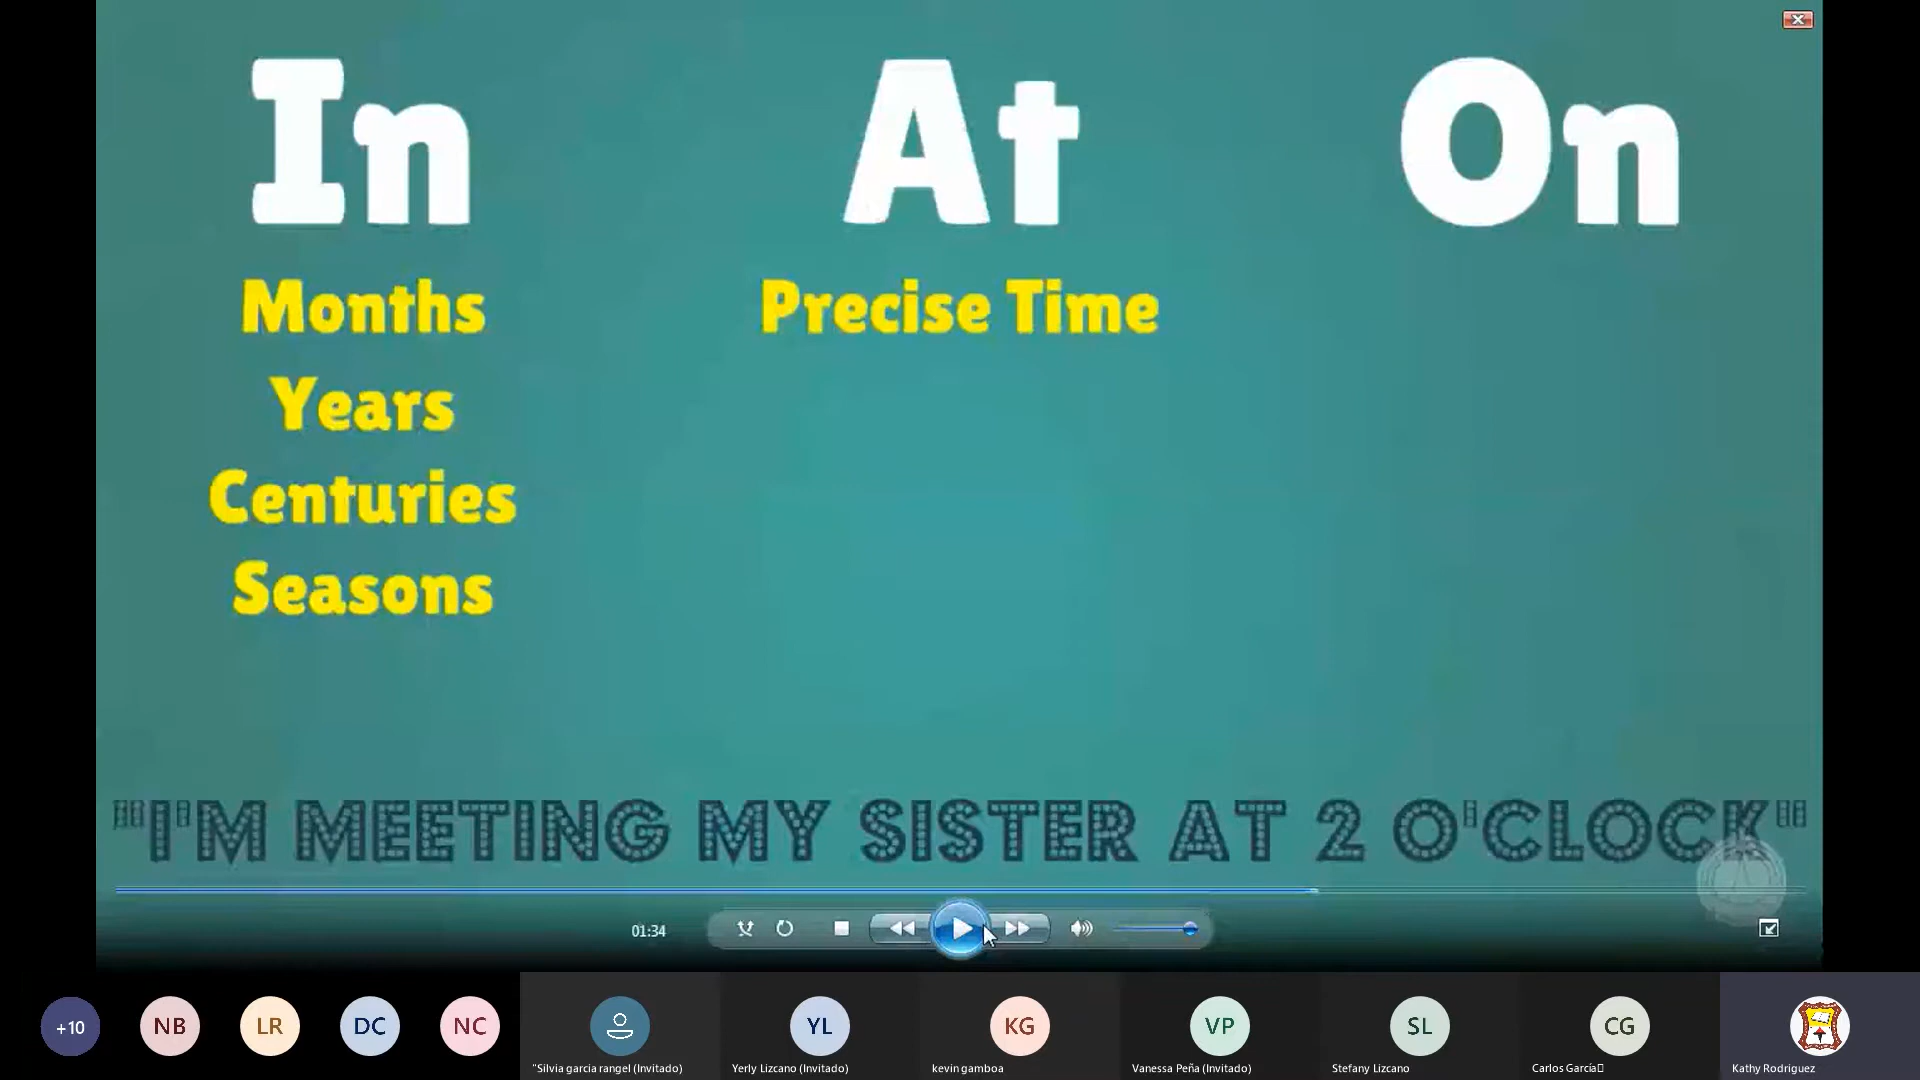 In At On
Months Precise Time
Years
Centuries
Seasons
"I'M MEETING MY SISTER AT 2 O'CLOCK"
01:34
+10 NB LR DC NC YL KG VP SL CG
"Silvia garcia rangel (Invitado) Yerly Lizcano (Invitado) kevin gamboa Vanessa Peña (Invitado) Stefany Lizcano Carlos García Kathy Rodriguez